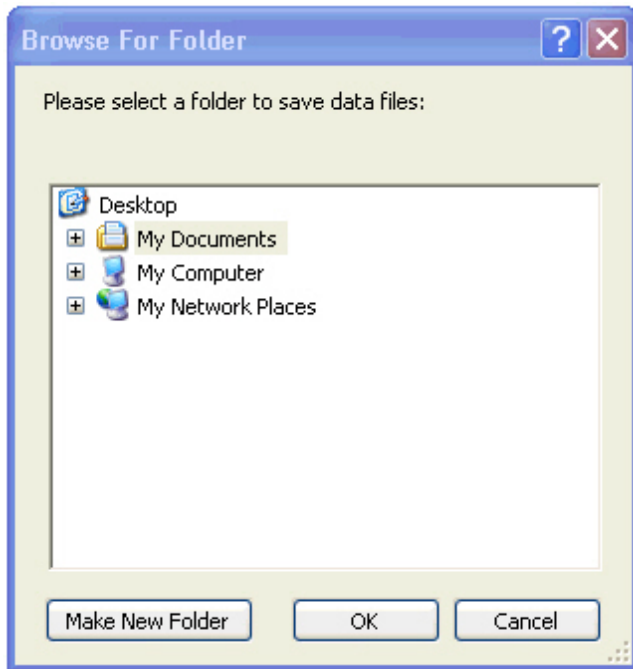 Browse For Folder
Please select a folder to save data files:
Desktop
My Documents
My Computer
My Network Places
Make New Folder OK Cancel